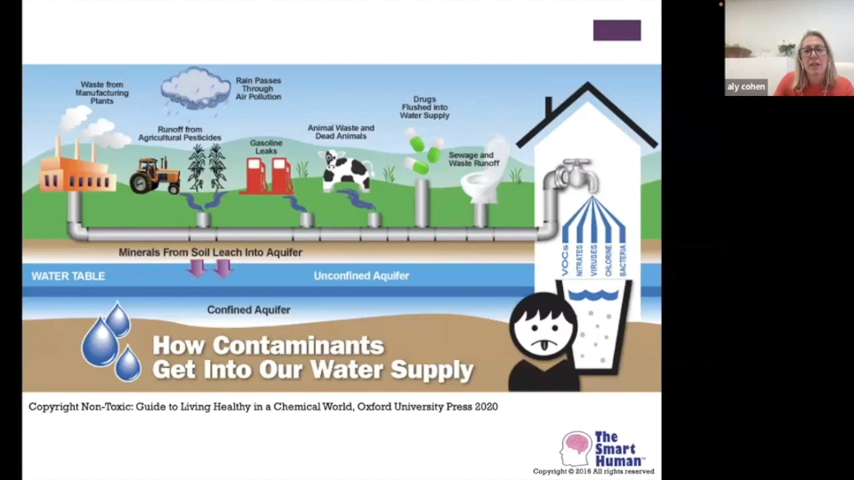 aly cohen
Waste from
Manufacturing
Plants
Rain Passes
Through
Air Pollution
Runoff from
Agricultural Pesticides
Gasoline
Leaks
Animal Waste and
Dead Animals
Drugs
Flushed into
Water Supply
Sewage and
Waste Runoff
VOCs
NITRATES
VIRUSES
CHLORINE
BACTERIA
Minerals From Soil Leach Into Aquifer
WATER TABLE
Unconfined Aquifer
Confined Aquifer
How Contaminants
Get Into Our Water Supply
Copyright Non-Toxic: Guide to Living Healthy in a Chemical World, Oxford University Press 2020
The
Smart
Human™
Copyright © 2016 All rights reserved